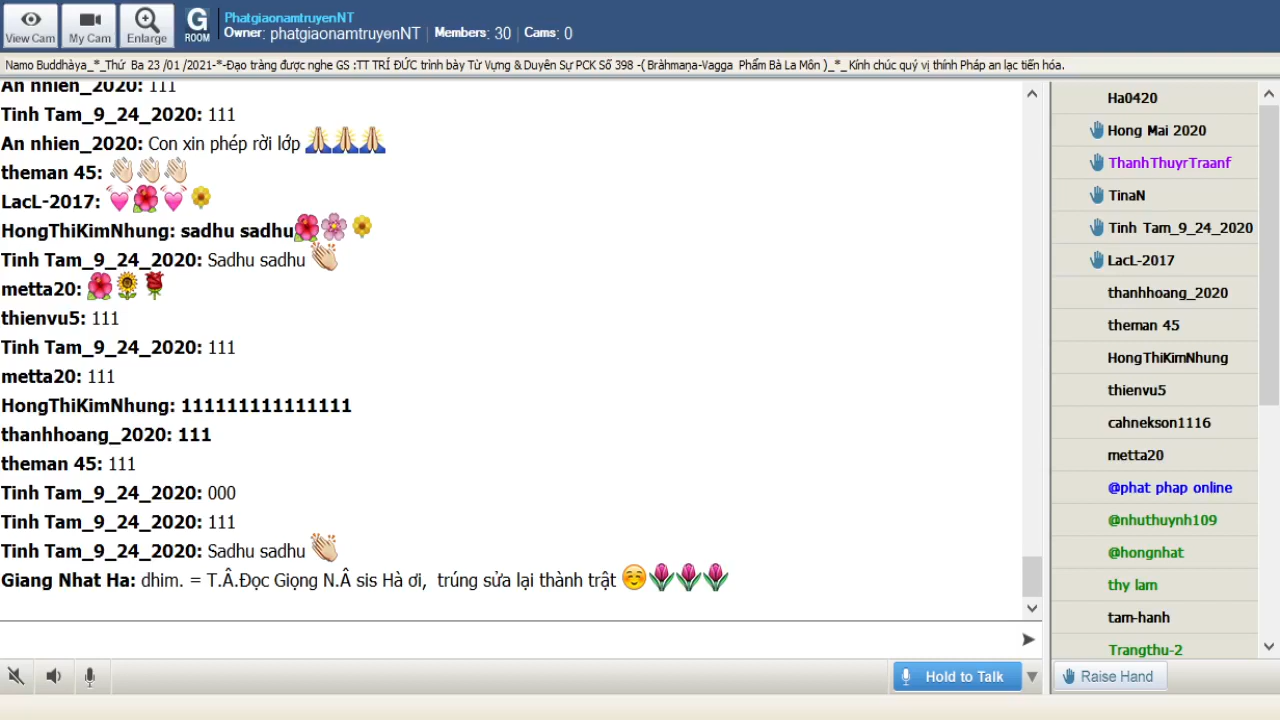 View Cam
My Cam
Enlarge
G
ROOM
PhatgiaonamtruyenNT
Owner: phatgiaonamtruyenNT | Members: 30 | Cams: 0
Namo Buddhàya_*_Thứ Ba 23 /01 /2021-*-Đạo tràng được nghe GS :TT TRÍ ĐỨC trình bày Từ Vựng & Duyên Sự PCK Số 398 -( Bràhmaṇa-Vagga Phẩm Bà La Môn )_*_ Kính chúc quý vị thính Pháp an lạc tiến hóa.
An nhien_2020: 111
Tinh Tam_9_24_2020: 111
An nhien_2020: Con xin phép rời lớp 🙏🙏🙏
theman 45: 👏👏👏
LacL-2017: 💓🌺💓🌼
HongThiKimNhung: sadhu sadhu🌺🌸🌼
Tinh Tam_9_24_2020: Sadhu sadhu 👏
metta20: 🌺🌻🌹
thienvu5: 111
Tinh Tam_9_24_2020: 111
metta20: 111
HongThiKimNhung: 111111111111111
thanhhoang_2020: 111
theman 45: 111
Tinh Tam_9_24_2020: 000
Tinh Tam_9_24_2020: 111
Tinh Tam_9_24_2020: Sadhu sadhu 👏
Giang Nhat Ha: dhim. = T.Â.Đọc Giọng N.Â sis Hà ơi, trúng sửa lại thành trật ☺️🌷🌷🌷
Hold to Talk
Ha0420
Hong Mai 2020
ThanhThuyrTraanf
TinaN
Tinh Tam_9_24_2020
LacL-2017
thanhhoang_2020
theman 45
HongThiKimNhung
thienvu5
cahnekson1116
metta20
@phat phap online
@nhuthuynh109
@hongnhat
thy lam
tam-hanh
Trangthu-2
Raise Hand